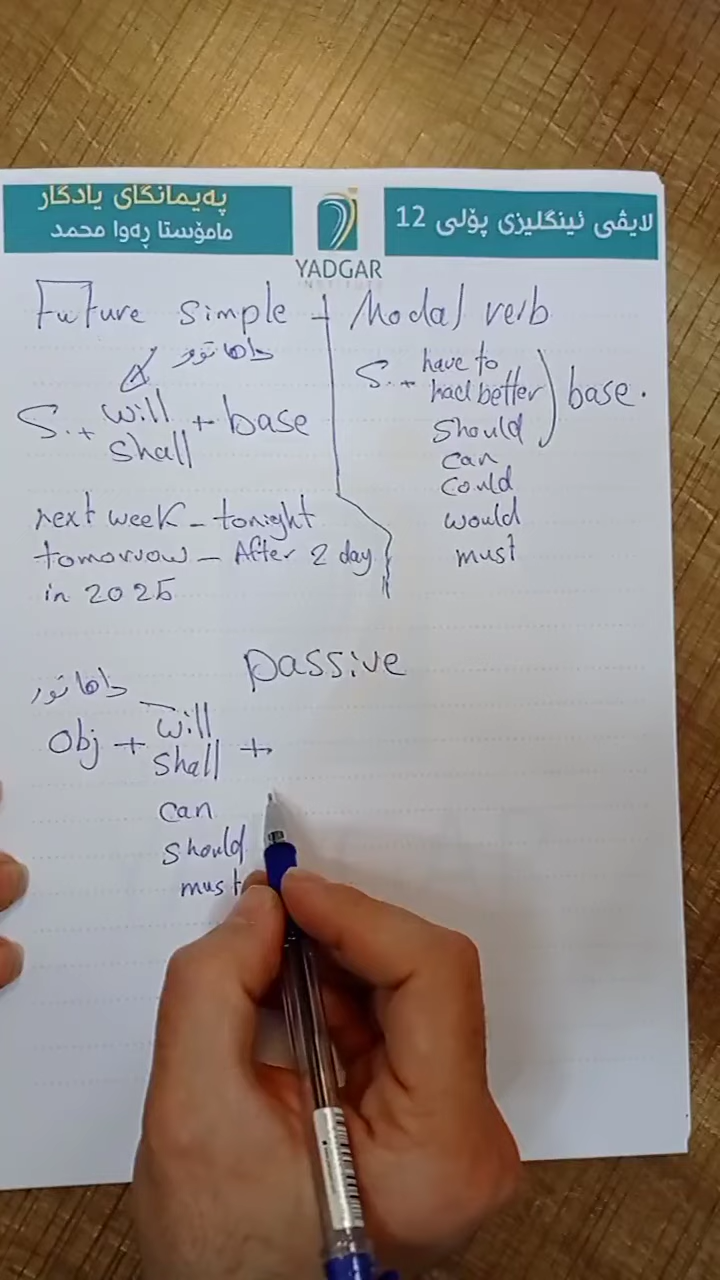 پەیمانگای یادگار
مامۆستا ڕەوا محمد
YADGAR
INSTITUTE
لایڤی ئینگلیزی پۆلی 12
Future simple - Modal verb
داهاتوو
S. + will
shall + base
next week - tonight
tomorrow - After 2 day
in 2025
S. + have to
had better
should
can
could
would
must
base.
passive
داهاتوو
obj + will
shall +
can
should
must